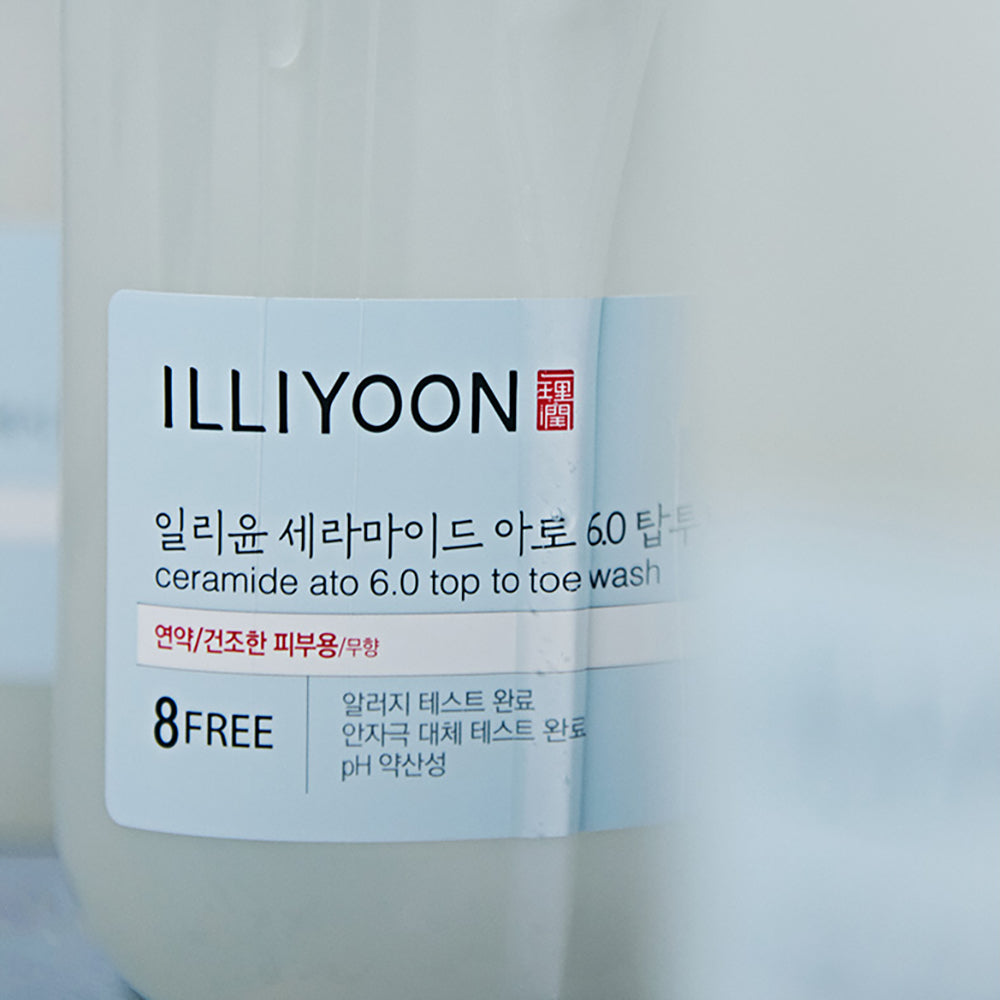 ILLIYOON 理潤
일리윤 세라마이드 아토 6.0 탑투
ceramide ato 6.0 top to toe wash
연약/건조한 피부용/무향
8FREE
알러지 테스트 완료
안자극 대체 테스트 완료
pH 약산성